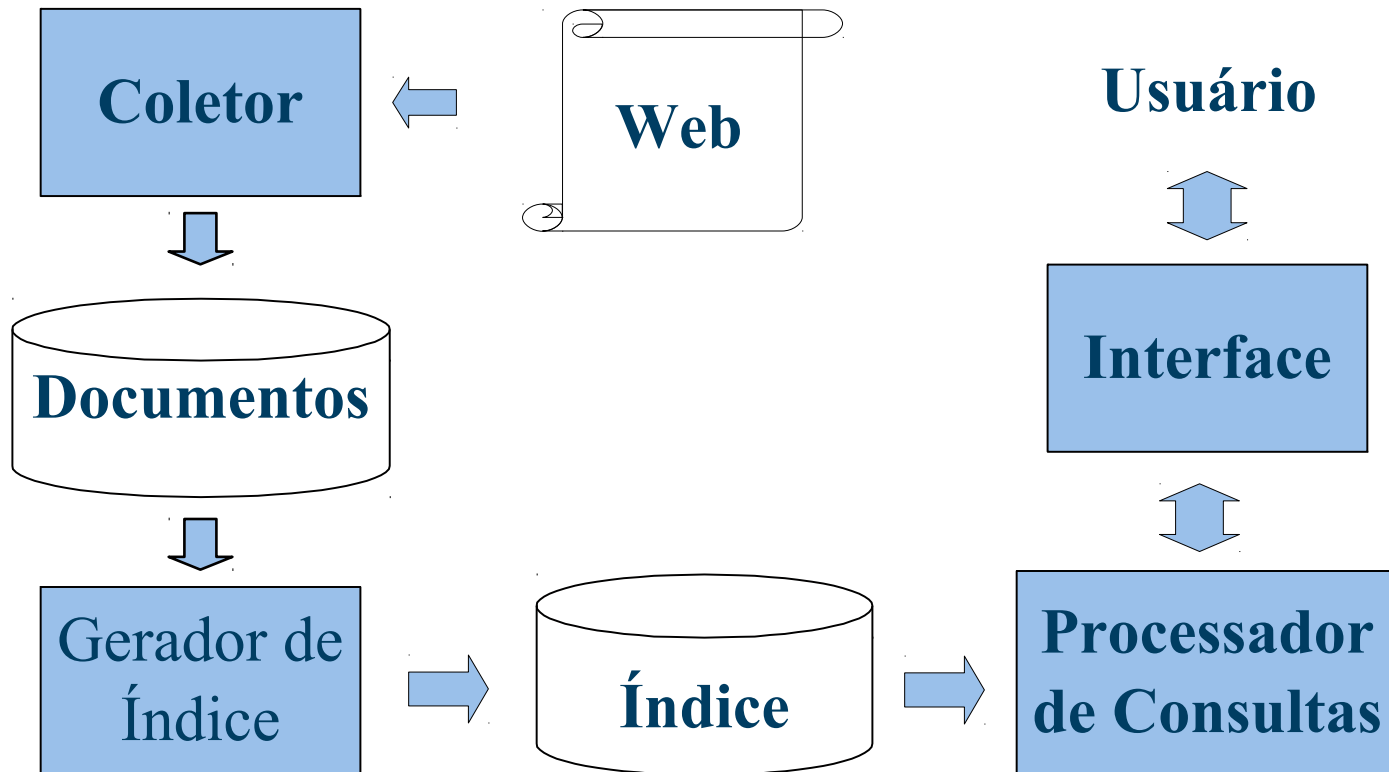 Coletor
Web
Usuário
Documentos
Interface
Gerador de
Índice
Índice
Processador
de Consultas